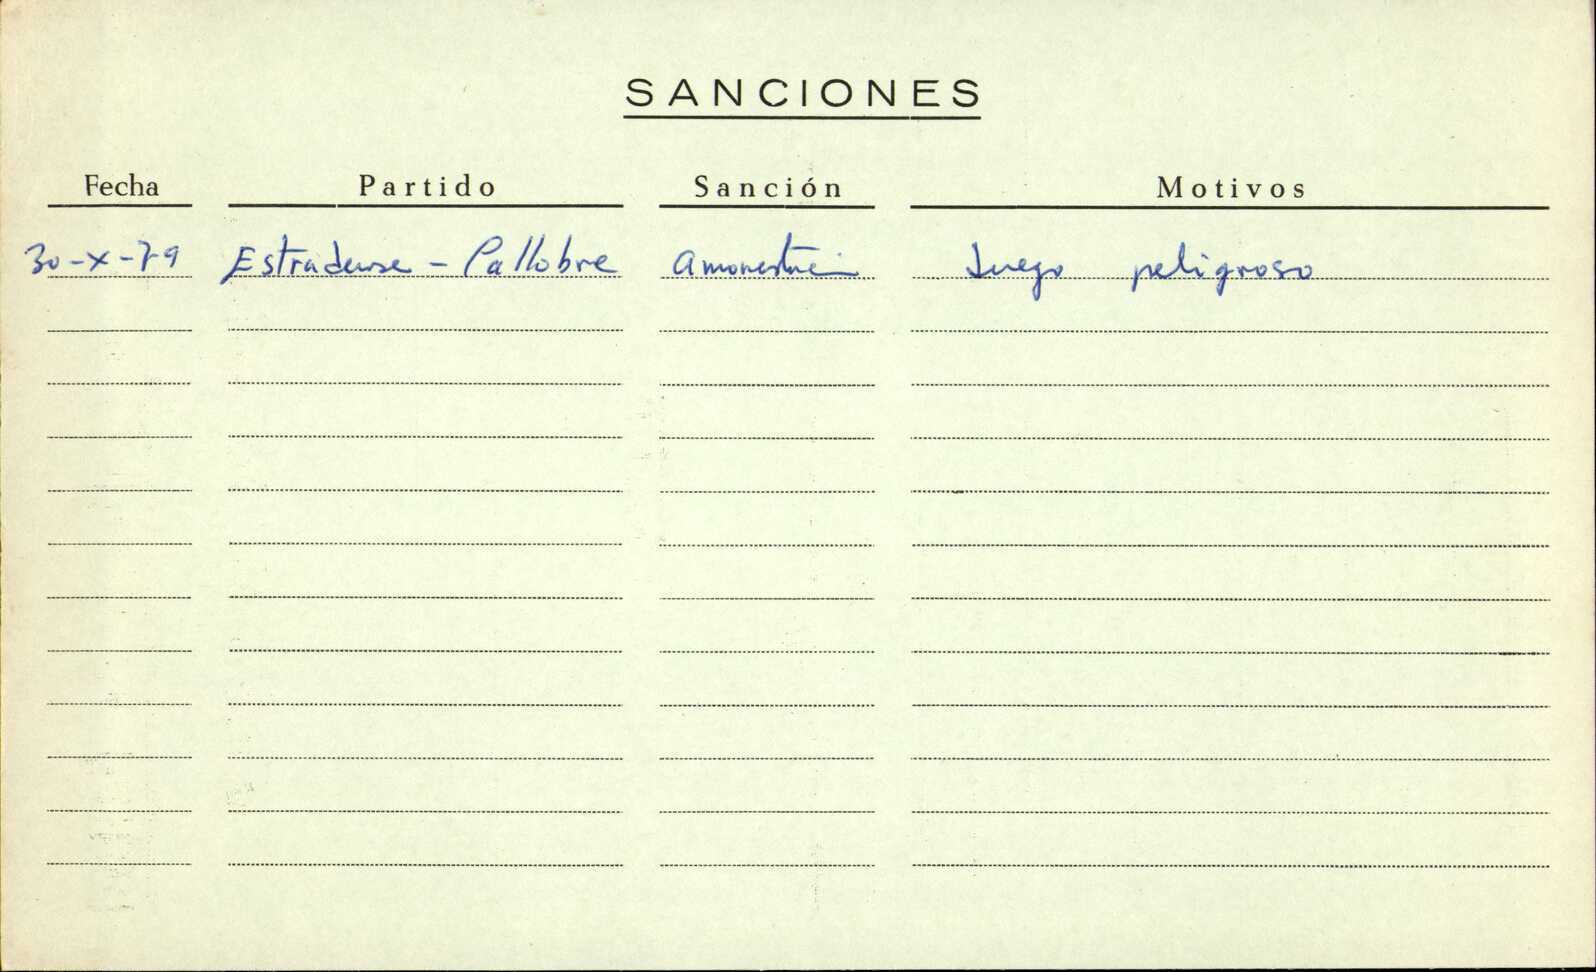 SANCIONES
Fecha Partido Sanción Motivos
30-X-79 Estradense - Pallobre Amonestación Juego peligroso